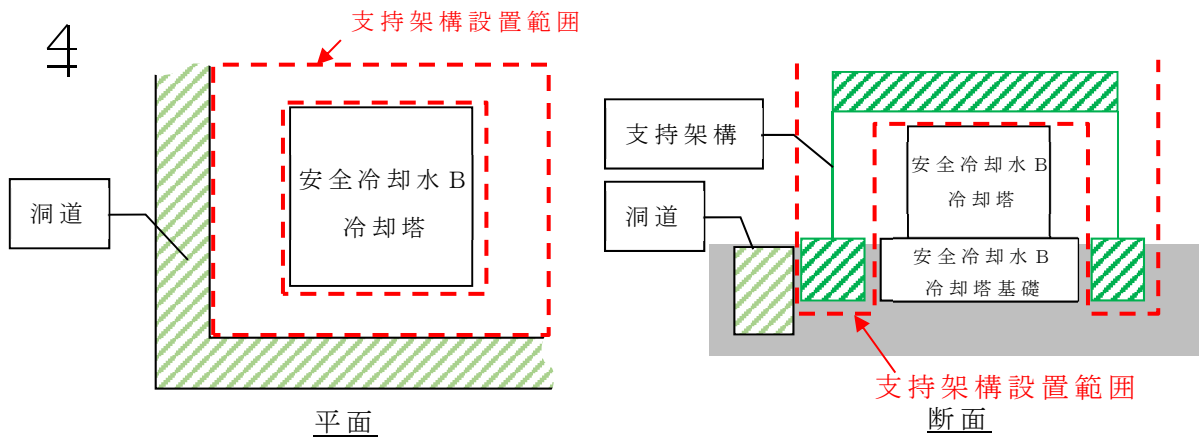 4
支持架構設置範囲
安全冷却水B
冷却塔
洞道
平面
支持架構
洞道
安全冷却水B
冷却塔
安全冷却水B
冷却塔基礎
支持架構設置範囲
断面